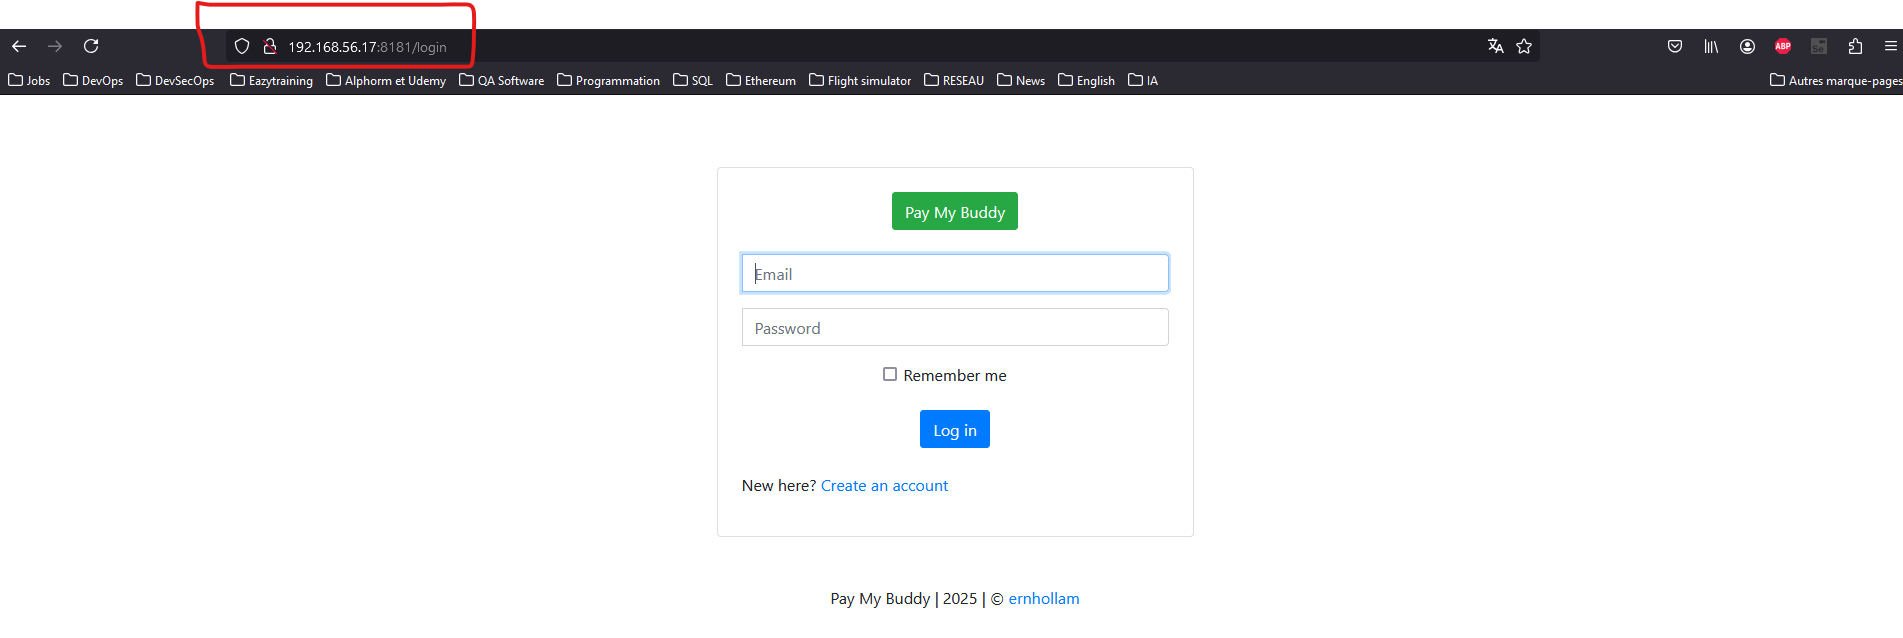 192.168.56.17:8181/login
ABP
Se
Jobs DevOps DevSecOps Eazytraining Alphorm et Udemy QA Software Programmation SQL Ethereum Flight simulator RESEAU News English IA Autres marque-pages
Pay My Buddy
Email
Password
Remember me
Log in
New here? Create an account
Pay My Buddy | 2025 | © ernhollam